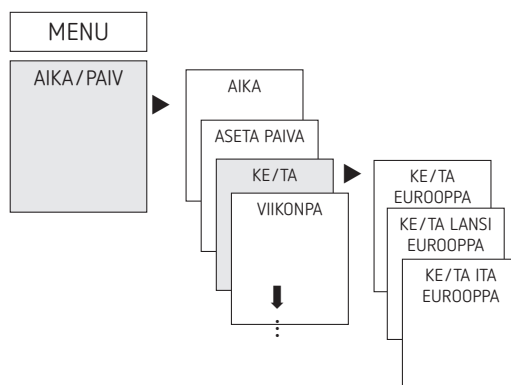 MENU
AIKA/PAIV
AIKA
ASETA PAIVA
KE/TA
VIIKONPA
KE/TA
EUROOPPA
KE/TA LANSI
EUROOPPA
KE/TA ITA
EUROOPPA